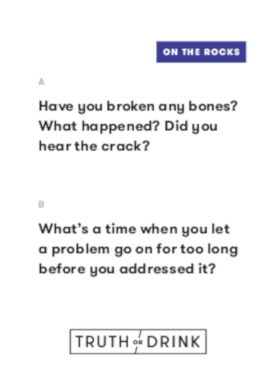 ON THE ROCKS
A
Have you broken any bones?
What happened? Did you
hear the crack?
B
What's a time when you let
a problem go on for too long
before you addressed it?
TRUTH OR DRINK